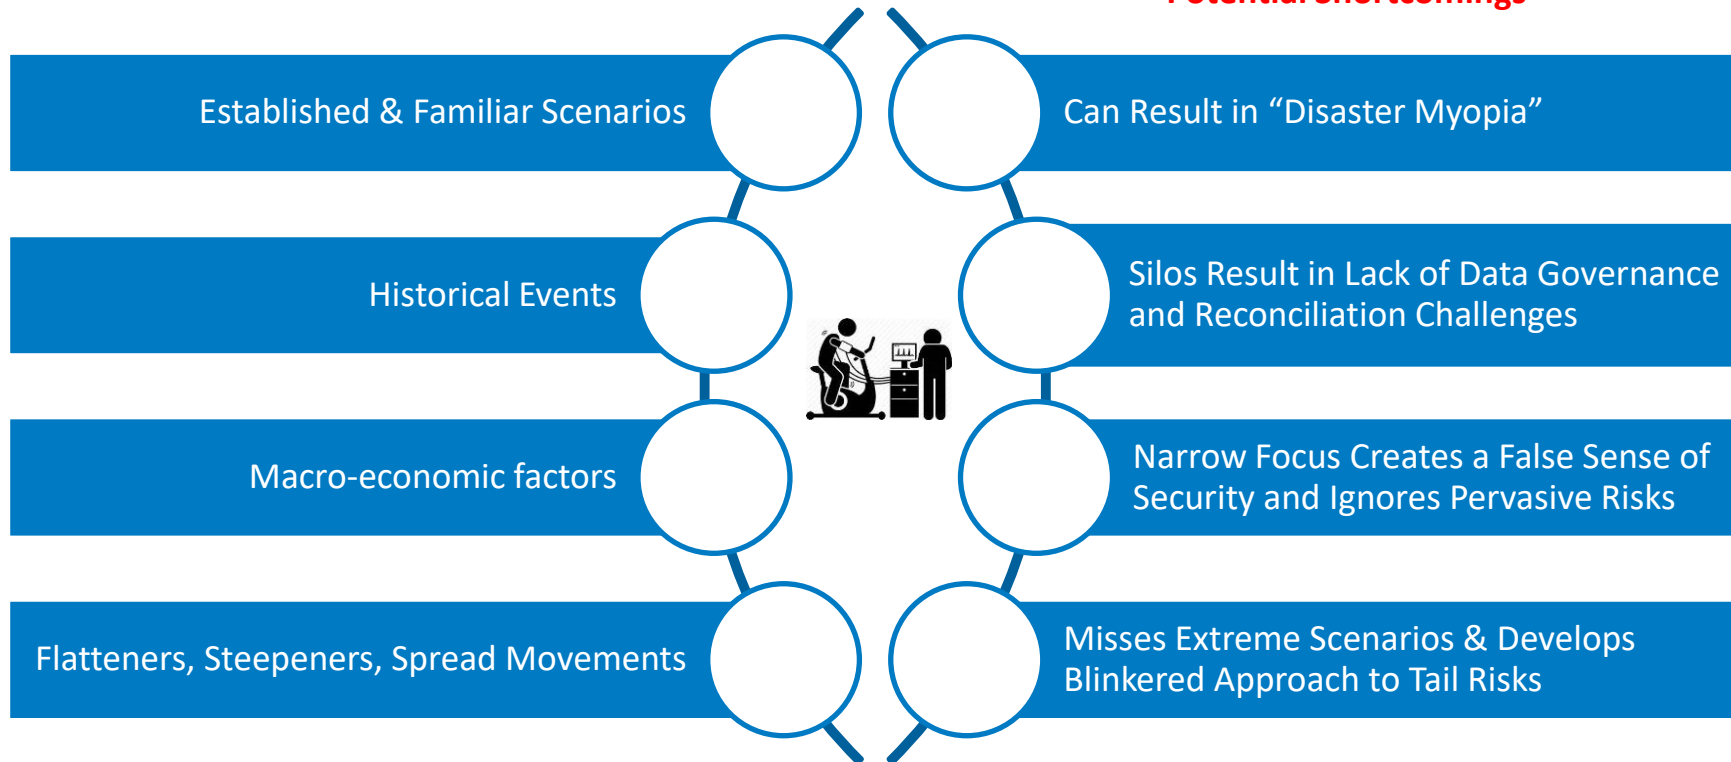 Potential Shortcomings
Established & Familiar Scenarios
Can Result in “Disaster Myopia”
Historical Events
Silos Result in Lack of Data Governance
and Reconciliation Challenges
Macro-economic factors
Narrow Focus Creates a False Sense of
Security and Ignores Pervasive Risks
Flatteners, Steepeners, Spread Movements
Misses Extreme Scenarios & Develops
Blinkered Approach to Tail Risks